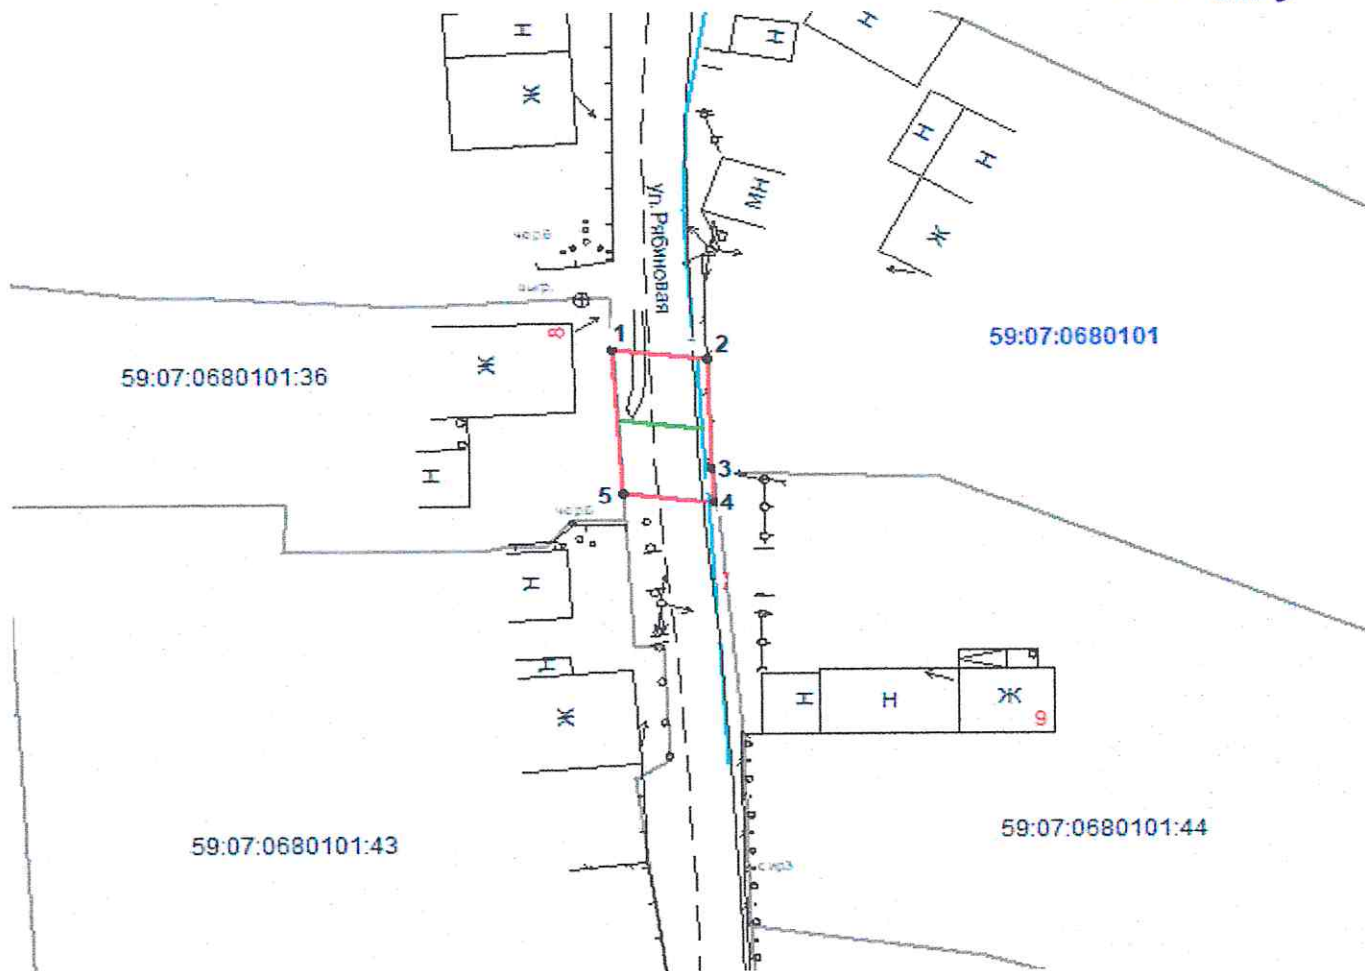 Н
Н
Н
Ж
Н
Н
МН
ул. Рябиновая
Ж
черв
8
1
2
59:07:0680101
59:07:0680101:36
Ж
Н
3
5
4
черв
Н
Н
Ж
Н
Н
Ж
9
59:07:0680101:43
59:07:0680101:44